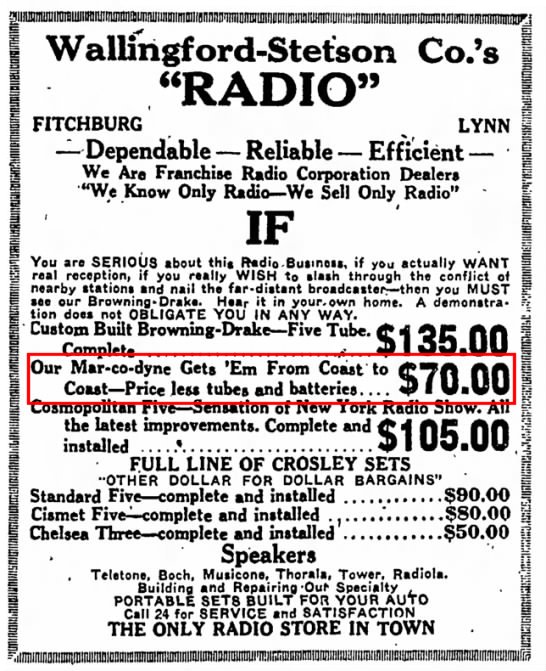 Wallingford-Stetson Co.'s
"RADIO"
FITCHBURG LYNN
— Dependable — Reliable — Efficient —
We Are Franchise Radio Corporation Dealers
"We Know Only Radio—We Sell Only Radio"
IF
You are SERIOUS about this Radio Business, if you actually WANT
real reception, if you really WISH to slash through the conflict of
nearby stations and nail the far-distant broadcaster—then you MUST
see our Browning-Drake. Hear it in your own home. A demonstra-
tion does not OBLIGATE YOU IN ANY WAY.
Custom Built Browning-Drake—Five Tube.
Complete.................... $135.00
Our Mar-co-dyne Gets 'Em From Coast to
Coast—Price less tubes and batteries.... $70.00
Cosmopolitan Five—Sensation of New York Radio Show. All
the latest improvements. Complete and
installed .................... $105.00
FULL LINE OF CROSLEY SETS
"OTHER DOLLAR FOR DOLLAR BARGAINS"
Standard Five—complete and installed ............$90.00
Cismet Five—complete and installed ............$80.00
Chelsea Three—complete and installed ............$50.00
Speakers
Teletone, Boch, Musicone, Thorala, Tower, Radiola.
Building and Repairing Our Specialty
PORTABLE SETS BUILT FOR YOUR AUTO
Call 24 for SERVICE and SATISFACTION
THE ONLY RADIO STORE IN TOWN